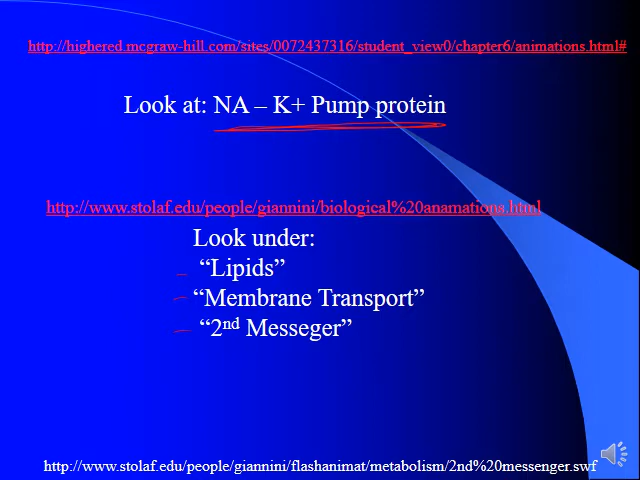 http://highered.mcgraw-hill.com/sites/0072437316/student_view0/chapter6/animations.html#
Look at: NA – K+ Pump protein
http://www.stolaf.edu/people/giannini/biological%20anamations.html
Look under:
“Lipids”
“Membrane Transport”
“2nd Messeger”
http://www.stolaf.edu/people/giannini/flashanimat/metabolism/2nd%20messenger.swf